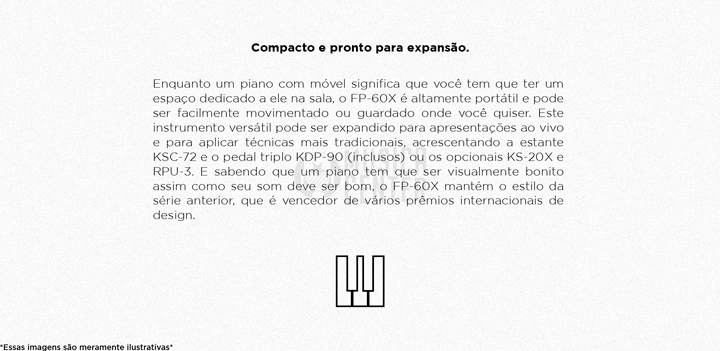 Compacto e pronto para expansão.
Enquanto um piano com móvel significa que você tem que ter um
espaço dedicado a ele na sala, o FP-60X é altamente portátil e pode
ser facilmente movimentado ou guardado onde você quiser. Este
instrumento versátil pode ser expandido para apresentações ao vivo
e para aplicar técnicas mais tradicionais, acrescentando a estante
KSC-72 e o pedal triplo KDP-90 (inclusos) ou os opcionais KS-20X e
RPU-3. E sabendo que um piano tem que ser visualmente bonito
assim como seu som deve ser bom, o FP-60X mantém o estilo da
série anterior, que é vencedor de vários prêmios internacionais de
design.
MUSICAL
CENTER
*Essas imagens são meramente ilustrativas*